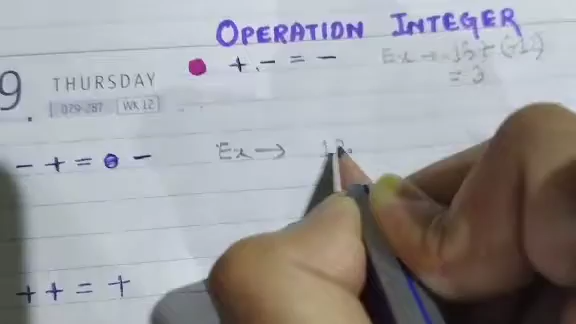 OPERATION INTEGER
+ . - = -
Ex → 15 + (-12)
= 3
9.
THURSDAY
079-287 WK 12
- + = -
Ex →
+ + = +